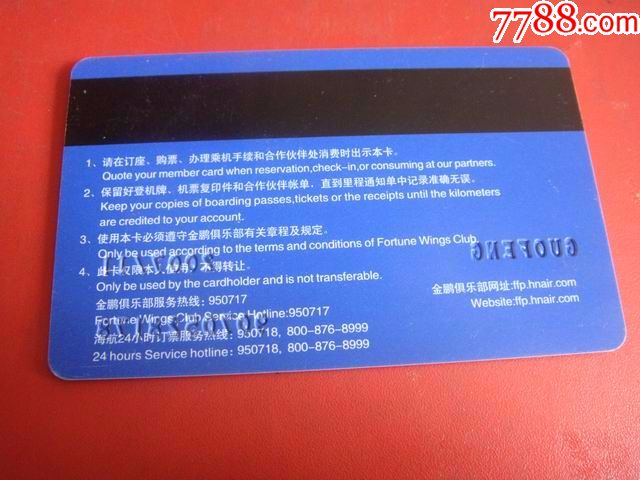 7788.com
1、请在订座、购票、办理乘机手续和合作伙伴处消费时出示本卡。
Quote your member card when reservation,check-in,or consuming at our partners.
2、保留好登机牌、机票复印件和合作伙伴帐单，直到里程通知单中记录准确无误。
Keep your copies of boarding passes,tickets or the receipts until the kilometers
are credited to your account.
3、使用本卡必须遵守金鹏俱乐部有关章程及规定。
Only be used according to the terms and conditions of Fortune Wings Club.
GUOFENG
4、此卡仅限本人使用，不得转让。
Only be used by the cardholder and is not transferable.
金鹏俱乐部服务热线：950717
金鹏俱乐部网址:ffp.hnair.com
Fortune Wings Club Service Hotline:950717
Website:ffp.hnair.com
海航24小时订票服务热线：950718, 800-876-8999
24 hours Service hotline: 950718, 800-876-8999